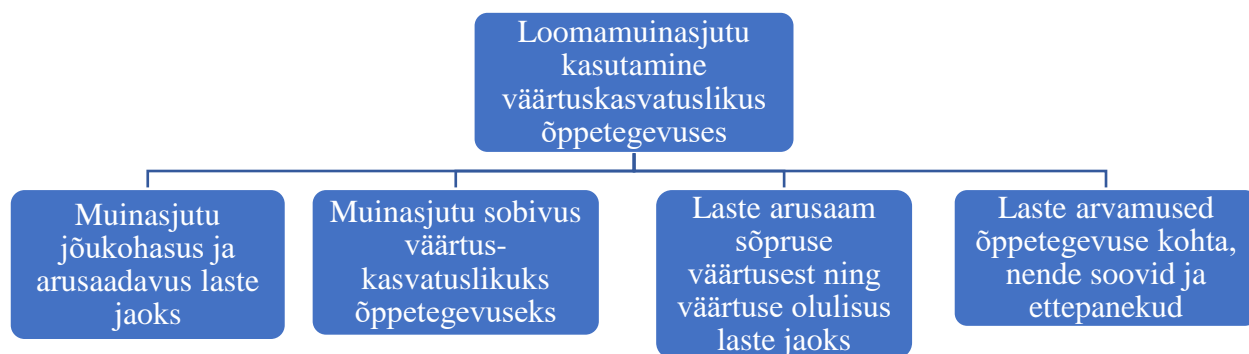 Loomamuinasjutu
kasutamine
väärtuskasvatuslikus
õppetegevuses
Muinasjutu
jõukohasus ja
arusaadavus laste
jaoks
Muinasjutu sobivus
väärtus-
kasvatuslikuks
õppetegevuseks
Laste arusaam
sõpruse
väärtusest ning
väärtuse olulisus
laste jaoks
Laste arvamused
õppetegevuse kohta,
nende soovid ja
ettepanekud